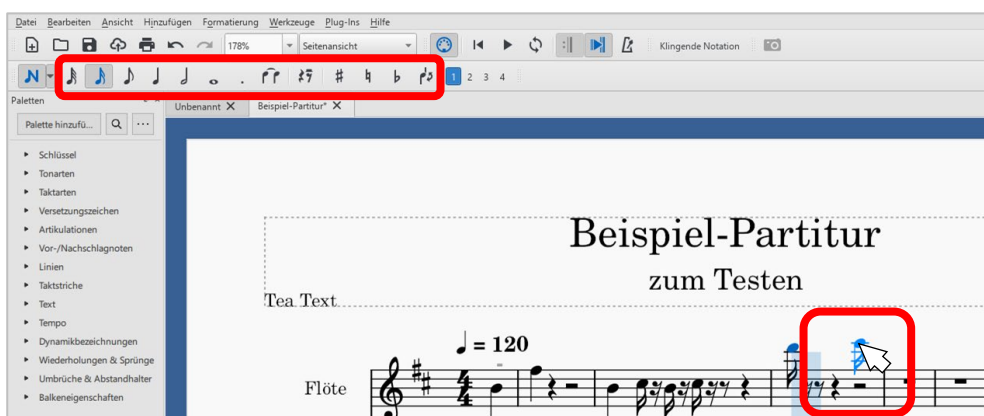 Datei Bearbeiten Ansicht Hinzufügen Formatierung Werkzeuge Plug-Ins Hilfe
178% Seitenansicht Klingende Notation
1 2 3 4
Paletten
Unbenannt X Beispiel-Partitur* X
Palette hinzufü... ...
Schlüssel
Tonarten
Taktarten
Versetzungszeichen
Artikulationen
Vor-/Nachschlagnoten
Linien
Taktstriche
Text
Tempo
Dynamikbezeichnungen
Wiederholungen & Sprünge
Umbrüche & Abstandhalter
Balkeneigenschaften
Beispiel-Partitur
zum Testen
Tea Text
= 120
Flöte